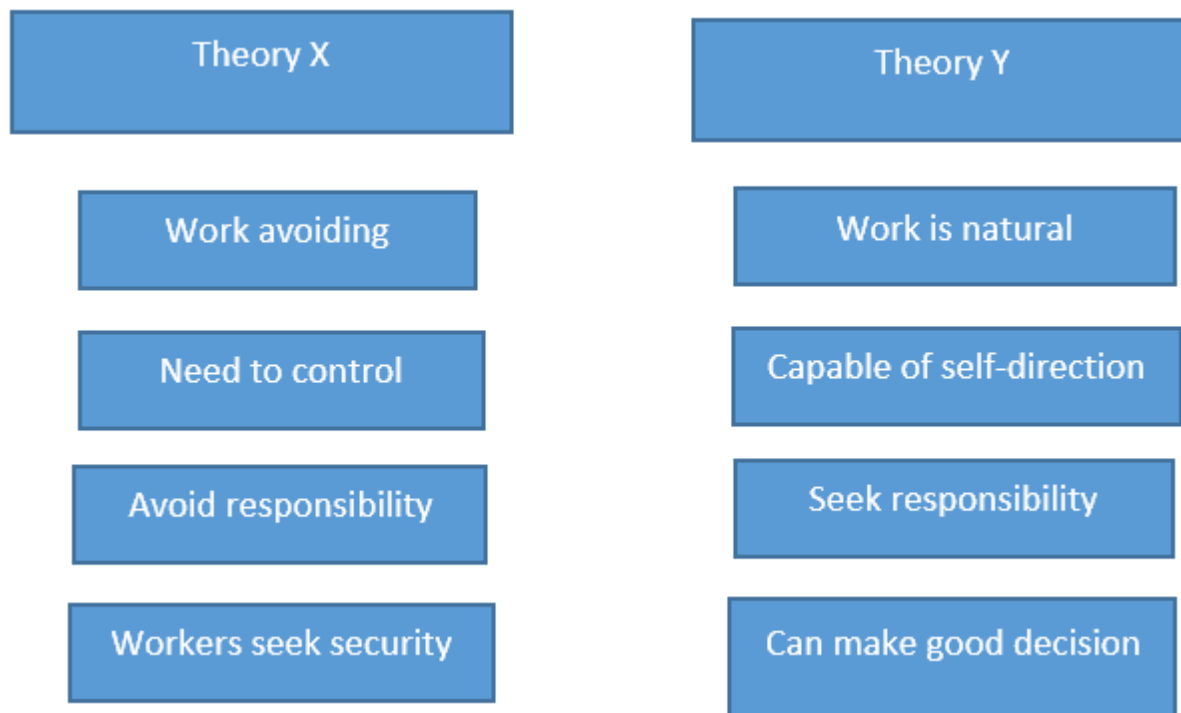 Theory X
Theory Y
Work avoiding
Work is natural
Need to control
Capable of self-direction
Avoid responsibility
Seek responsibility
Workers seek security
Can make good decision